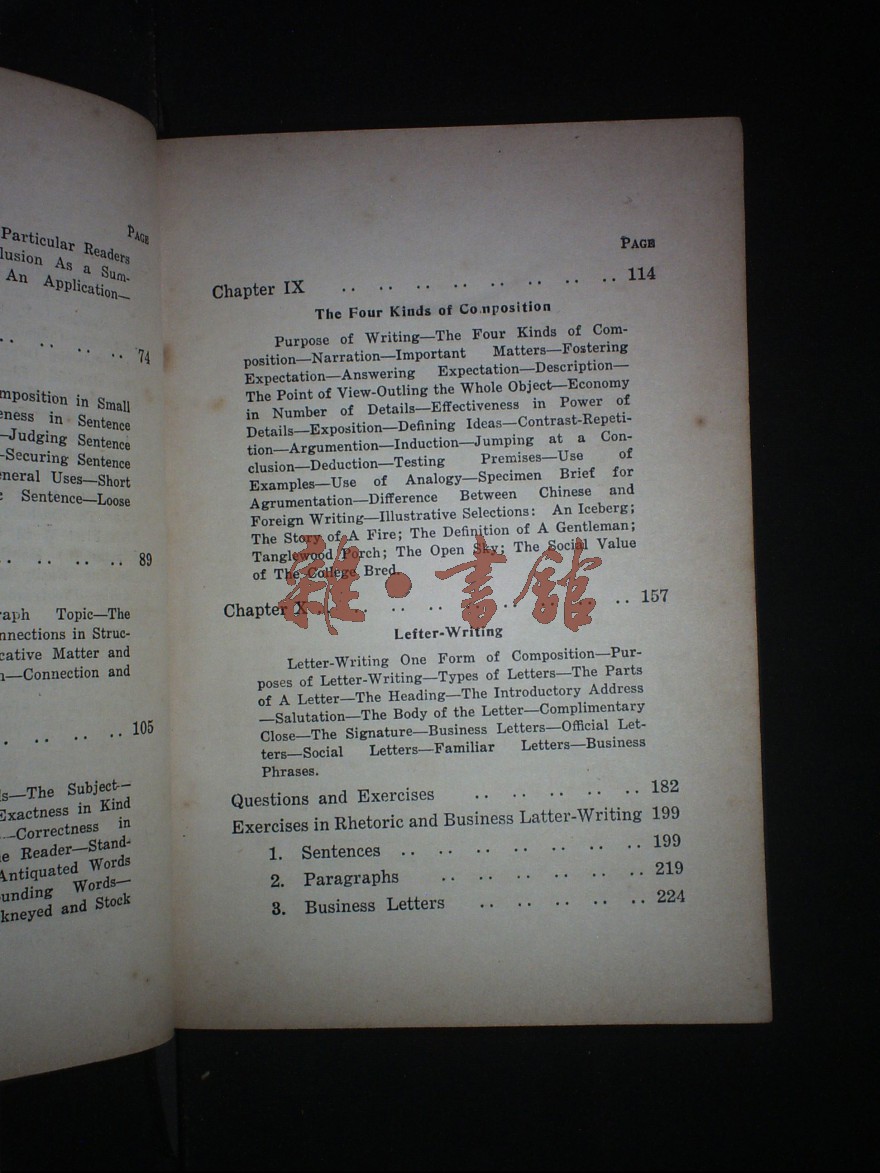 PAGE
Particular Readers
lusion As a Sum-
An Application—
.. .. .. .. 74
mposition in Small
eness in Sentence
—Judging Sentence
-Securing Sentence
eneral Uses—Short
Sentence—Loose
.. .. .. .. 89
raph Topic—The
nnections in Struc-
cative Matter and
—Connection and
. .. .. .. 105
ds—The Subject—
Exactness in Kind
—Correctness in
e Reader—Stand-
Antiquated Words
unding Words—
kneyed and Stock
PAGE
Chapter IX .. .. .. .. .. .. .. .. 114
The Four Kinds of Composition
Purpose of Writing—The Four Kinds of Com-
position—Narration—Important Matters—Fostering
Expectation—Answering Expectation—Description—
The Point of View-Outling the Whole Object—Economy
in Number of Details—Effectiveness in Power of
Details—Exposition—Defining Ideas—Contrast-Repeti-
tion—Argumention—Induction—Jumping at a Con-
clusion—Deduction—Testing Premises—Use of
Examples—Use of Analogy—Specimen Brief for
Agrumentation—Difference Between Chinese and
Foreign Writing—Illustrative Selections: An Iceberg;
The Story of A Fire; The Definition of A Gentleman;
Tanglewood Porch; The Open Sky; The Social Value
of The College Bred.
雜·書館
Chapter X .. .. .. .. .. .. .. .. 157
Lefter-Writing
Letter-Writing One Form of Composition—Pur-
poses of Letter-Writing—Types of Letters—The Parts
of A Letter—The Heading—The Introductory Address
—Salutation—The Body of the Letter—Complimentary
Close—The Signature—Business Letters—Official Let-
ters—Social Letters—Familiar Letters—Business
Phrases.
Questions and Exercises .. .. .. .. .. 182
Exercises in Rhetoric and Business Latter-Writing 199
1. Sentences .. .. .. .. .. .. .. 199
2. Paragraphs .. .. .. .. .. .. 219
3. Business Letters .. .. .. .. .. 224